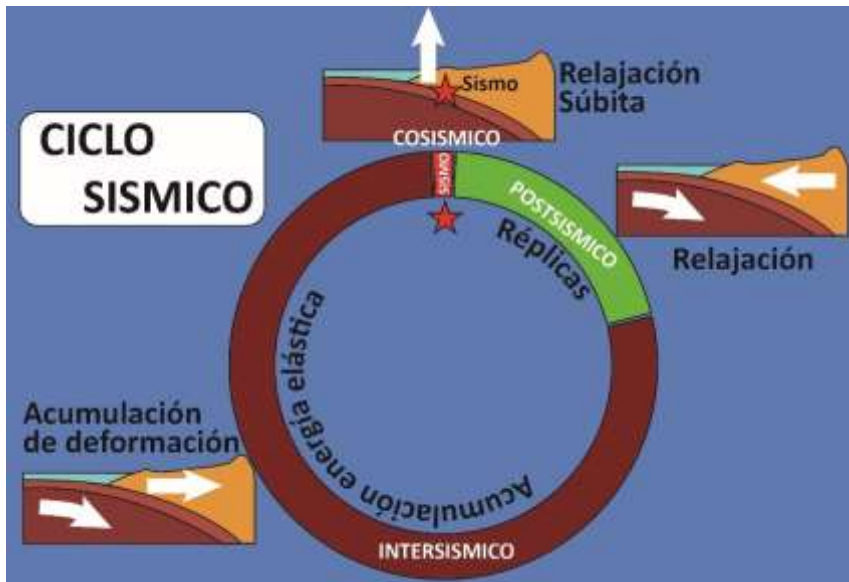 CICLO
SISMICO
Sismo
Relajación
Súbita
COSISMICO
SISMO
POSTSISMICO
Réplicas
Relajación
Acumulación energía elástica
Acumulación
de deformación
INTERSISMICO